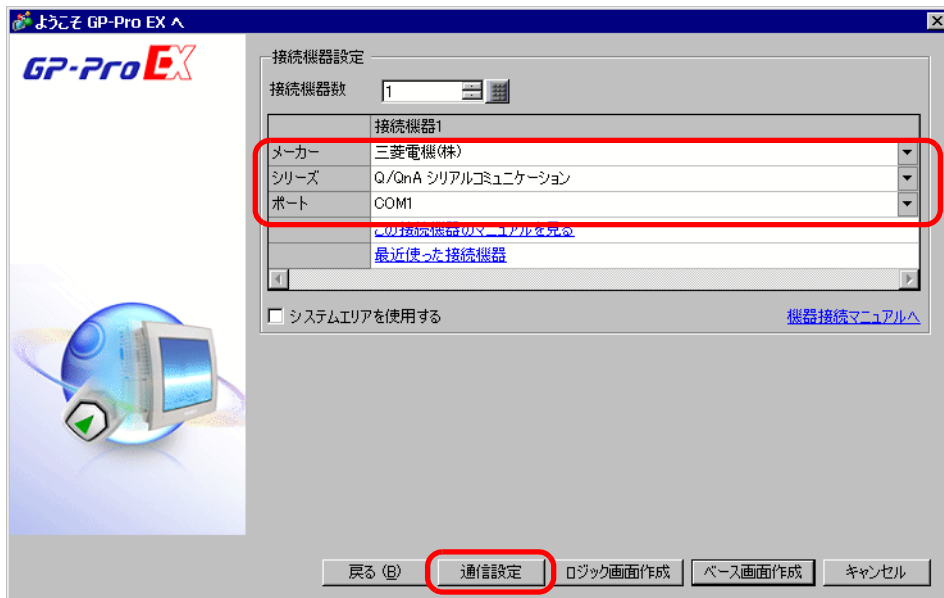 ようこそ GP-Pro EX へ
GP-Pro EX
接続機器設定
接続機器数 1
接続機器1
メーカー 三菱電機(株)
シリーズ Q/QnA シリアルコミュニケーション
ポート COM1
この接続機器のマニュアルを見る
最近使った接続機器
システムエリアを使用する 機器接続マニュアルへ
戻る (B) 通信設定 ロジック画面作成 ベース画面作成 キャンセル